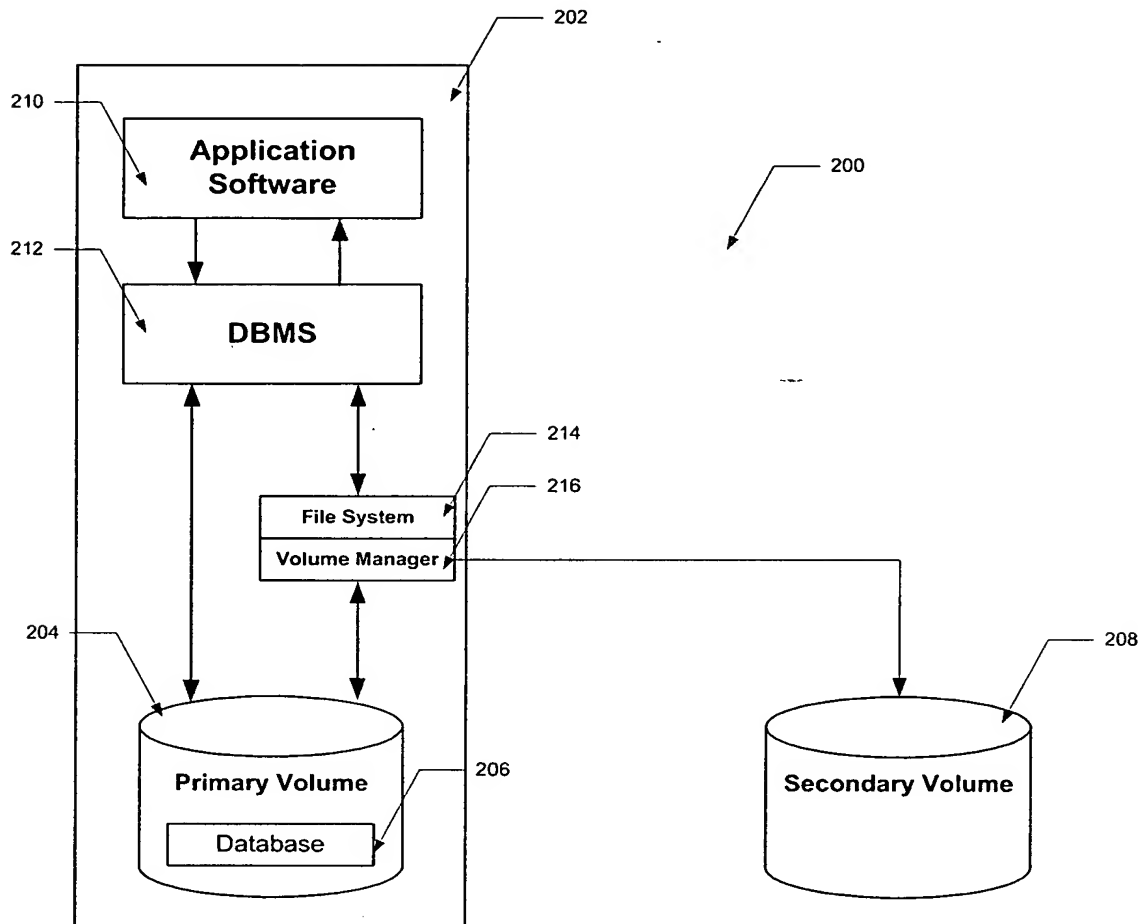 202
210
Application
Software
200
212
DBMS
214
216
File System
Volume Manager
204
208
Primary Volume
206
Secondary Volume
Database